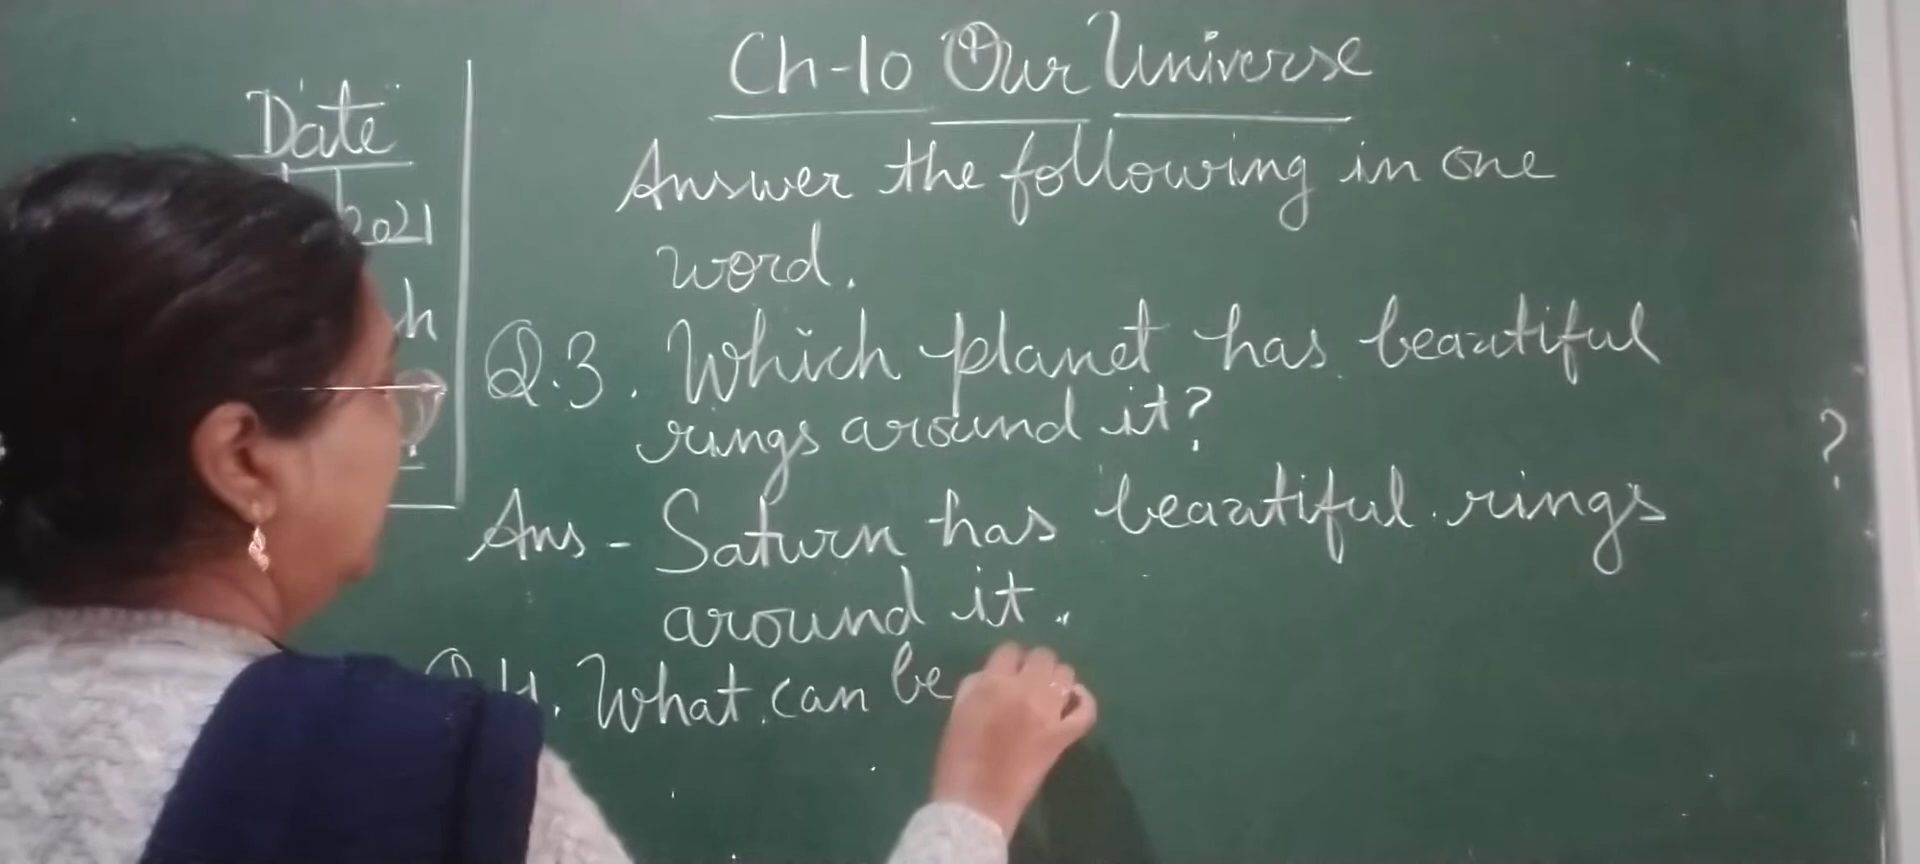 Ch-10 Our Universe
Date
2021
Answer the following in one
word.
Q.3. Which planet has beautiful
rings around it?
?
Ans - Saturn has beautiful rings
around it.
Q4. What can be